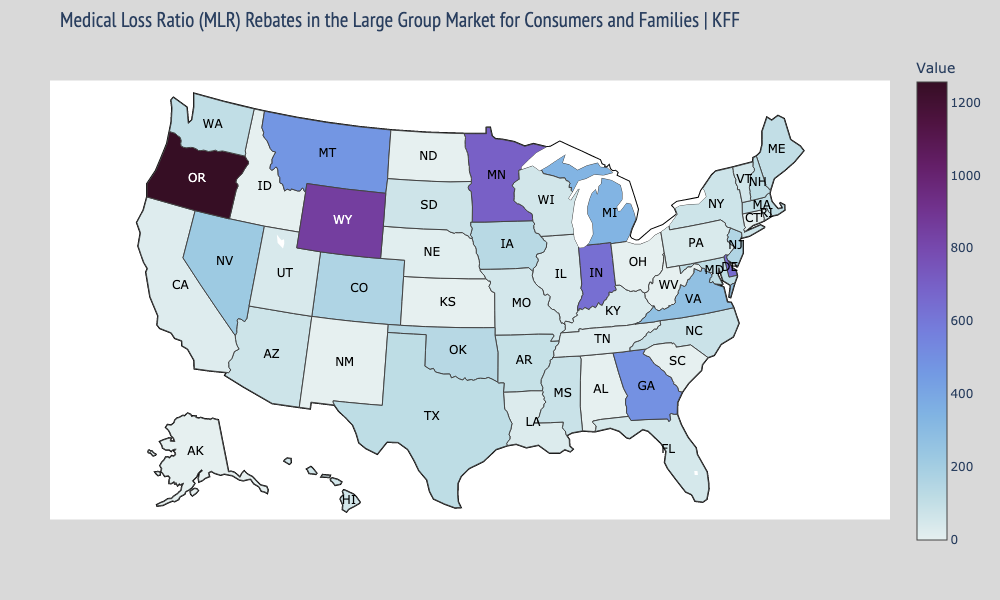 Medical Loss Ratio (MLR) Rebates in the Large Group Market for Consumers and Families | KFF
Value
1200
1000
800
600
400
200
0
WA
ME
MT
ND
OR
ID
MN
VT
NH
SD
WI
NY
MA
WY
MI
CT
RI
IA
PA
NJ
NE
NV
OH
UT
IL
IN
MD
DE
CA
CO
WV
VA
KS
MO
KY
NC
TN
OK
AZ
AR
SC
NM
AL
GA
MS
TX
LA
FL
AK
HI